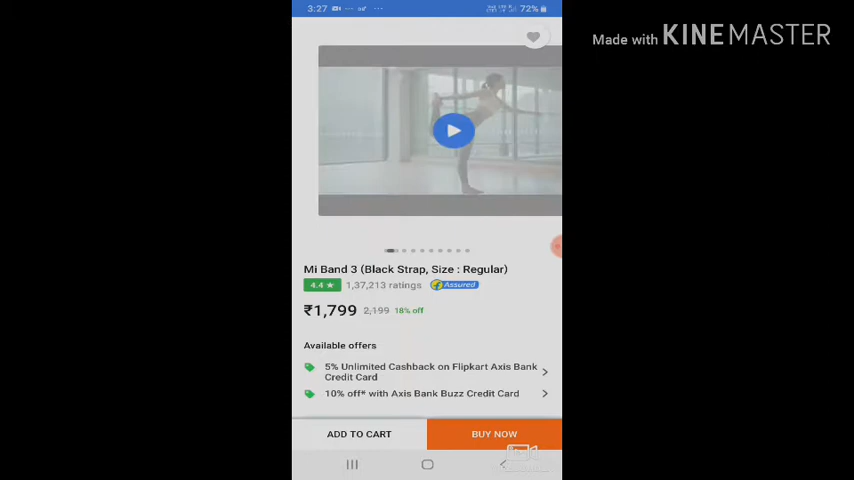 3:27 72%
Made with KINEMASTER
Mi Band 3 (Black Strap, Size : Regular)
4.4 ★ 1,37,213 ratings Assured
₹1,799 2,199 18% off
Available offers
5% Unlimited Cashback on Flipkart Axis Bank
Credit Card
10% off* with Axis Bank Buzz Credit Card
ADD TO CART BUY NOW